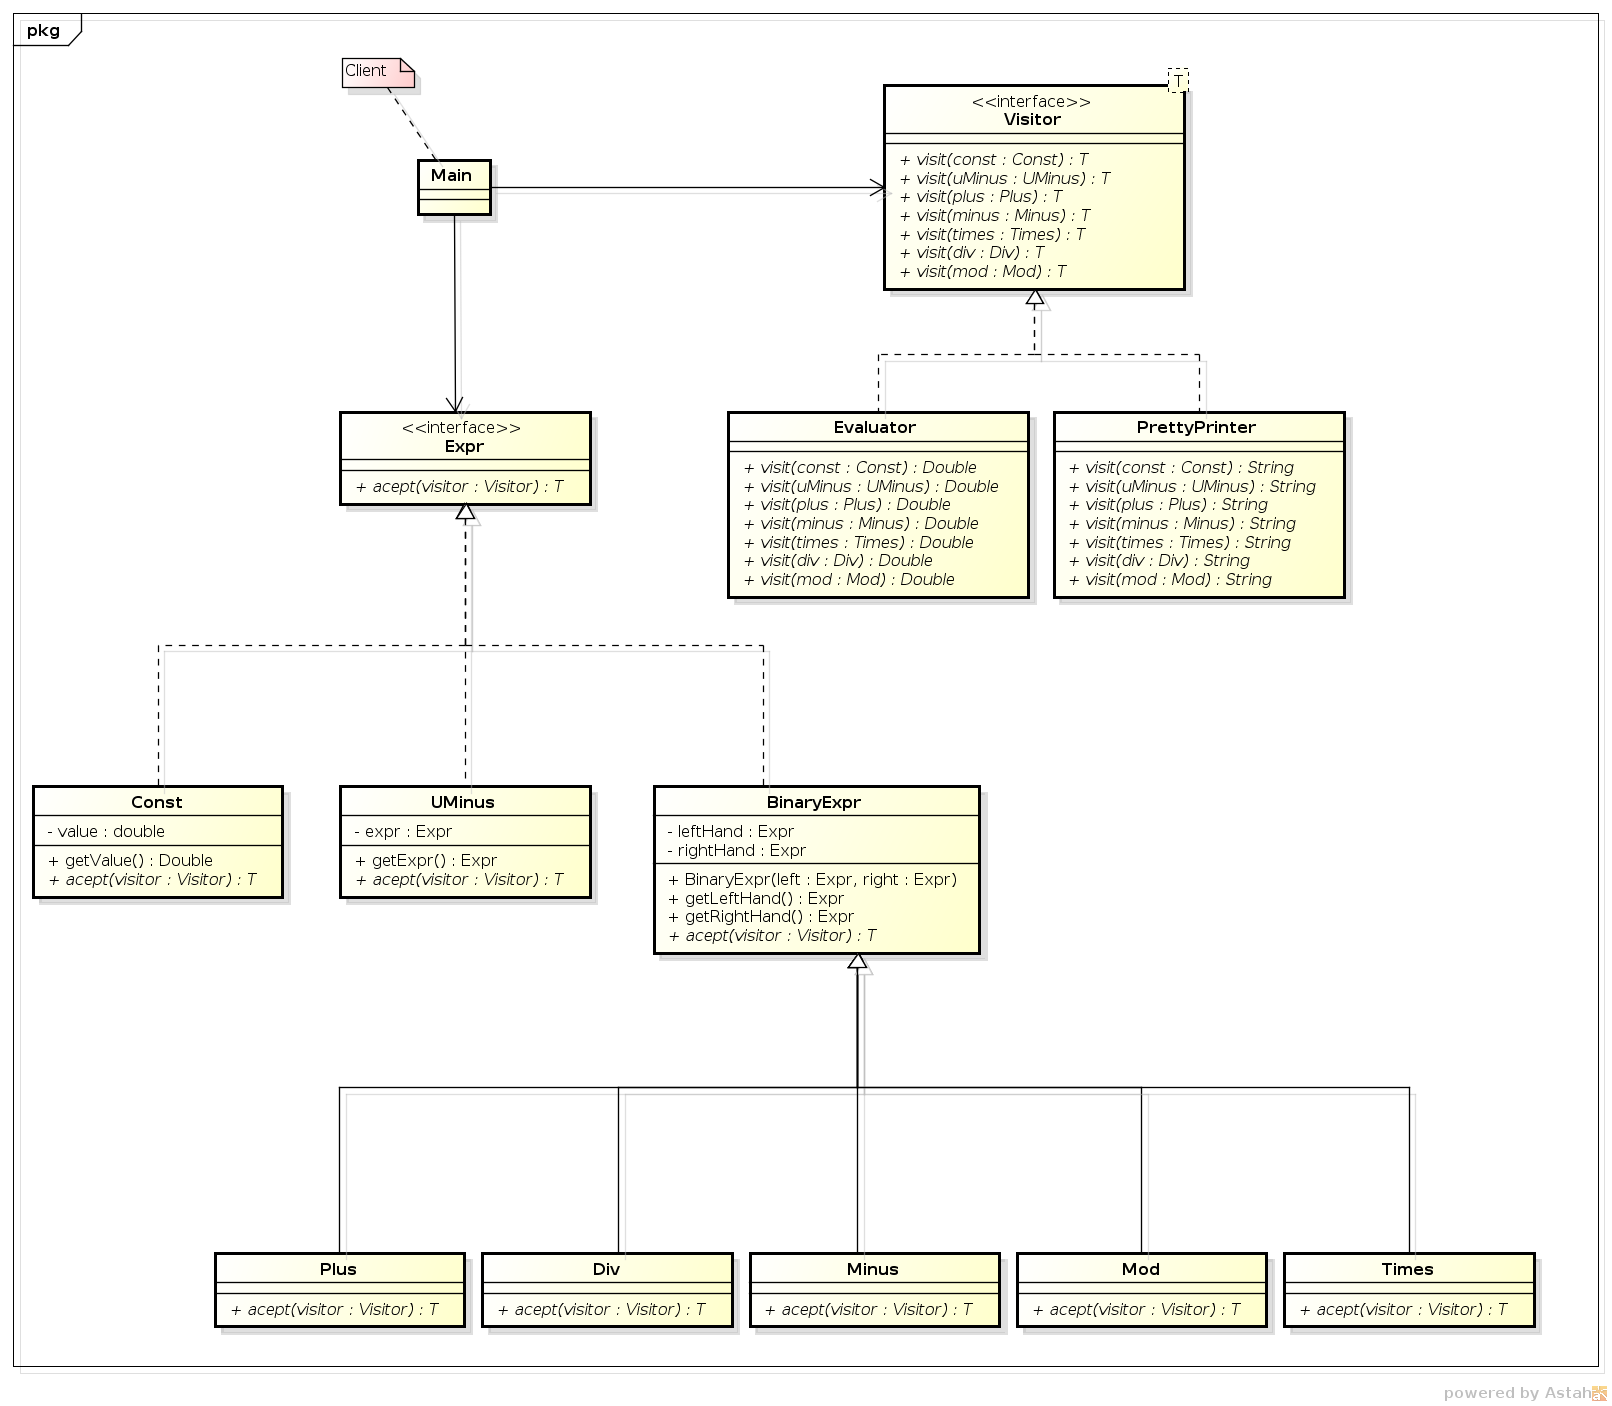 pkg
Client
T
<<interface>>
Visitor
+ visit(const : Const) : T
+ visit(uMinus : UMinus) : T
+ visit(plus : Plus) : T
+ visit(minus : Minus) : T
+ visit(times : Times) : T
+ visit(div : Div) : T
+ visit(mod : Mod) : T
Main
<<interface>>
Expr
+ acept(visitor : Visitor) : T
Evaluator
+ visit(const : Const) : Double
+ visit(uMinus : UMinus) : Double
+ visit(plus : Plus) : Double
+ visit(minus : Minus) : Double
+ visit(times : Times) : Double
+ visit(div : Div) : Double
+ visit(mod : Mod) : Double
PrettyPrinter
+ visit(const : Const) : String
+ visit(uMinus : UMinus) : String
+ visit(plus : Plus) : String
+ visit(minus : Minus) : String
+ visit(times : Times) : String
+ visit(div : Div) : String
+ visit(mod : Mod) : String
Const
- value : double
+ getValue() : Double
+ acept(visitor : Visitor) : T
UMinus
- expr : Expr
+ getExpr() : Expr
+ acept(visitor : Visitor) : T
BinaryExpr
- leftHand : Expr
- rightHand : Expr
+ BinaryExpr(left : Expr, right : Expr)
+ getLeftHand() : Expr
+ getRightHand() : Expr
+ acept(visitor : Visitor) : T
Plus
+ acept(visitor : Visitor) : T
Div
+ acept(visitor : Visitor) : T
Minus
+ acept(visitor : Visitor) : T
Mod
+ acept(visitor : Visitor) : T
Times
+ acept(visitor : Visitor) : T
powered by Astah